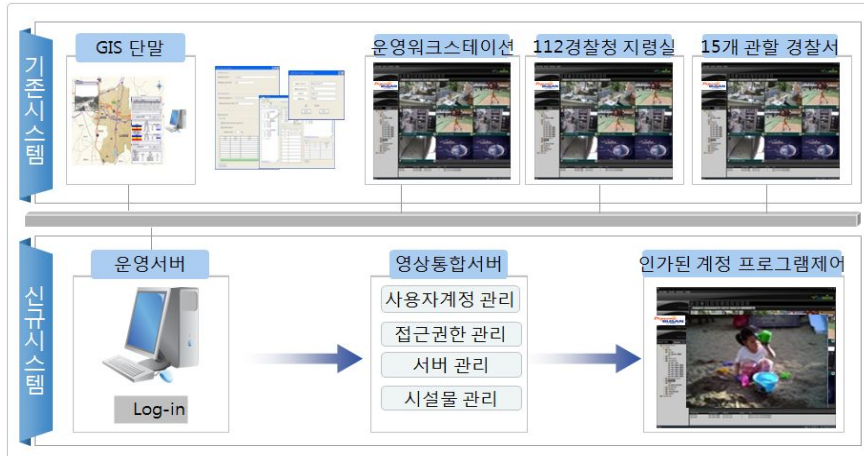 기존시스템
GIS 단말
운영워크스테이션
112경찰청 지령실
15개 관할 경찰서
신규시스템
운영서버
Log-in
영상통합서버
사용자계정 관리
접근권한 관리
서버 관리
시설물 관리
인가된 계정 프로그램제어